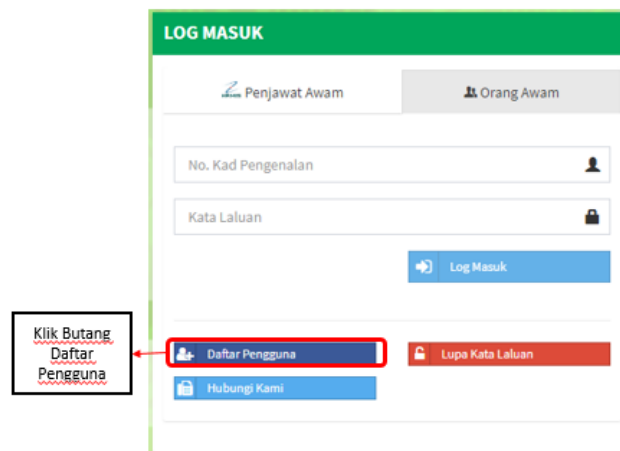 LOG MASUK
Penjawat Awam
Orang Awam
No. Kad Pengenalan
Kata Laluan
Log Masuk
Klik Butang
Daftar
Pengguna
Daftar Pengguna
Lupa Kata Laluan
Hubungi Kami